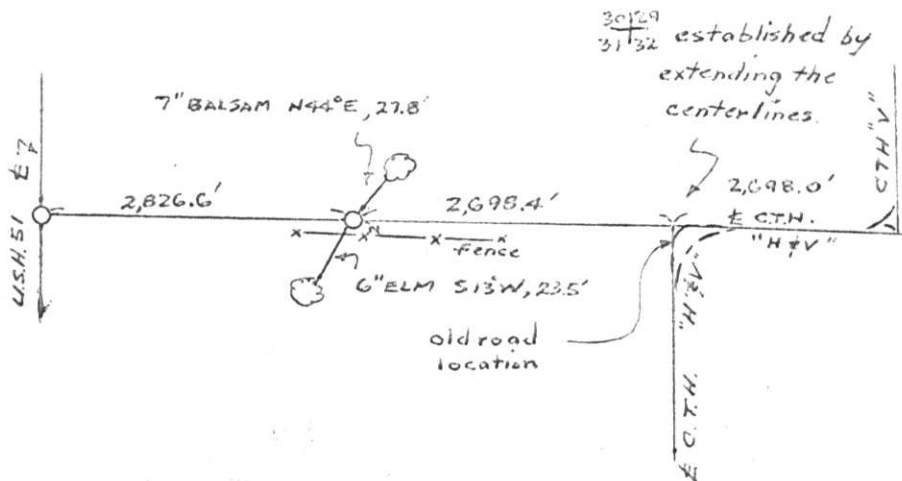 30|29
31|32 established by
extending the
centerlines.
7" BALSAM N44°E, 27.8'
2,826.6'
2,698.4'
2,698.0'
℄ C.T.H.
"H & V"
fence
6" ELM S13°W, 23.5'
old road
location
U.S.H. 51 ℄
C.T.H. "V"
℄ C.T.H. "H & V"